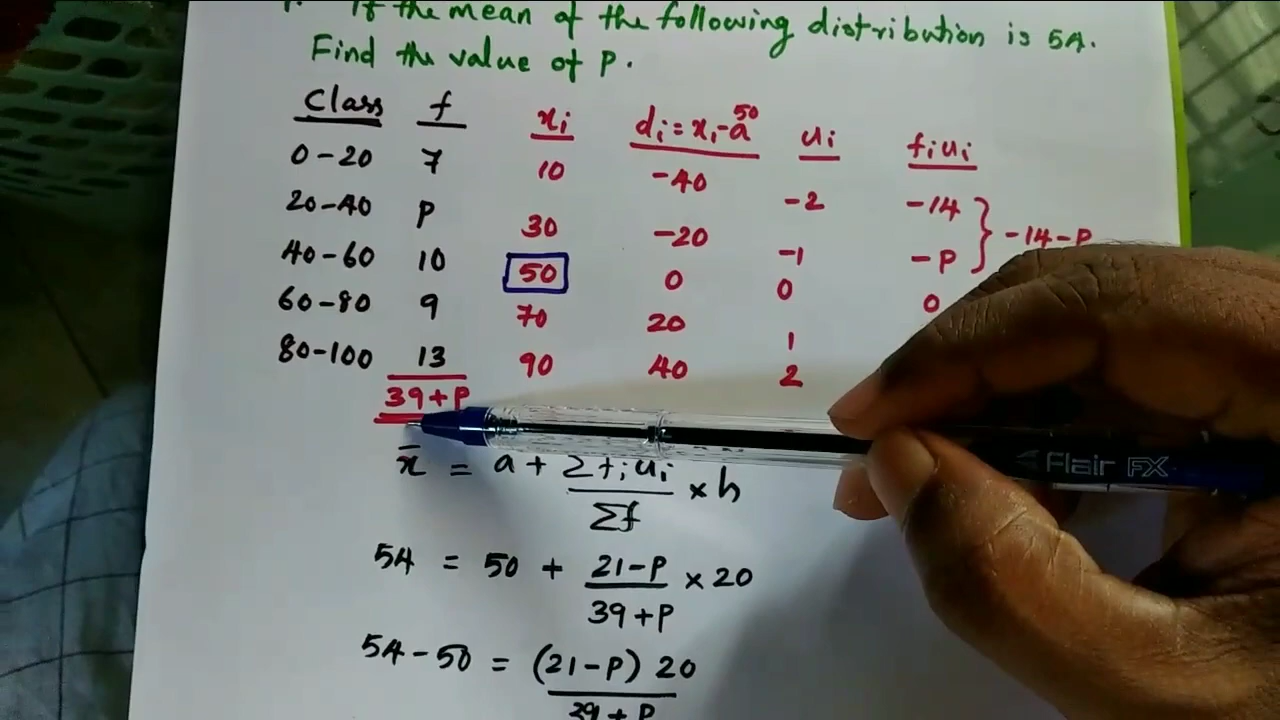 If the mean of the following distribution is 54.
Find the value of P.
Class f xi di = xi-a 50 ui fiui
0-20 7 10 -40 -2 -14
20-40 P 30 -20 -1 -P } -14-P
40-60 10 50 0 0 0
60-80 9 70 20 1
80-100 13 90 40 2
39+P
x̄ = a + Σfiui/Σf × h
Flair FX
54 = 50 + 21-P/39+P × 20
54-50 = (21-P) 20/39+P